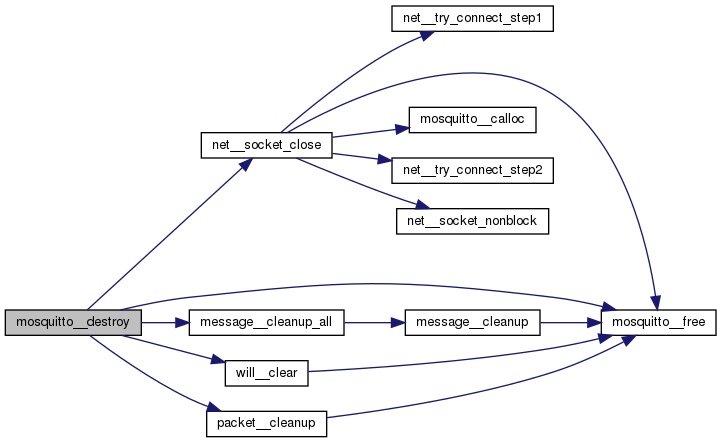 net__try_connect_step1
mosquitto__calloc
net__socket_close
net__try_connect_step2
net__socket_nonblock
mosquitto__destroy
message__cleanup_all
message__cleanup
mosquitto__free
will__clear
packet__cleanup